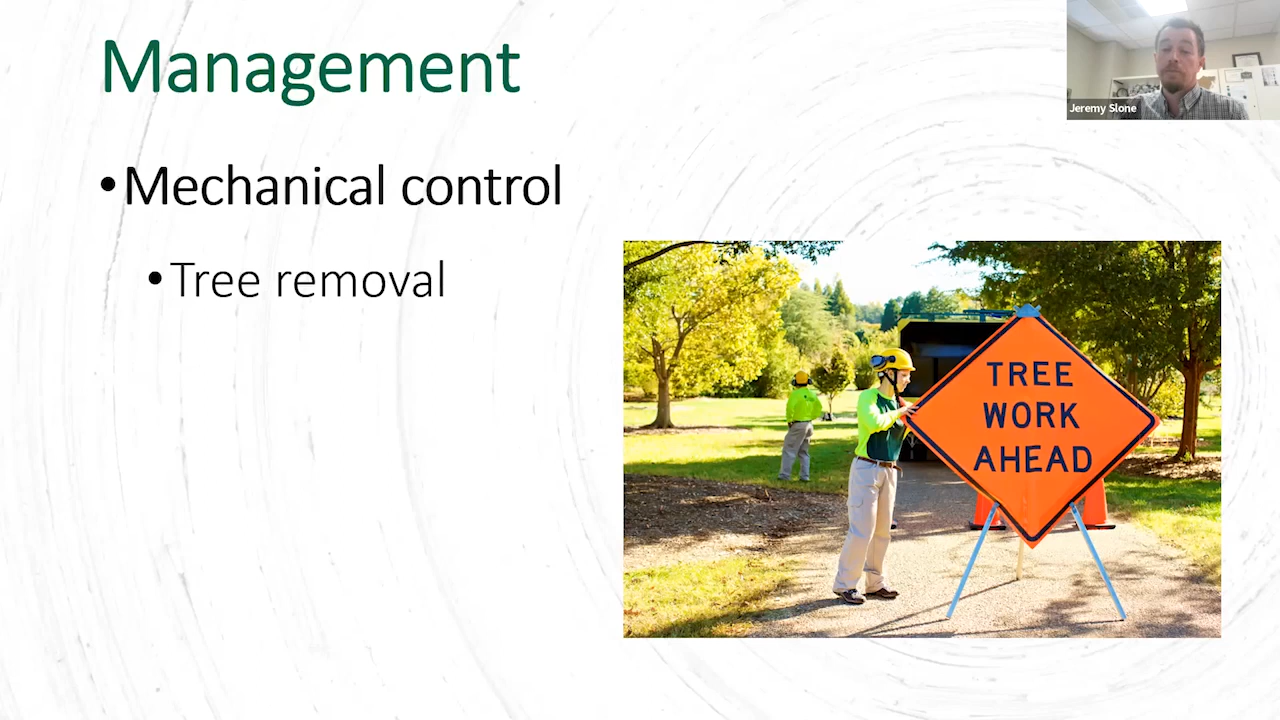 Management
Jeremy Slone
•Mechanical control
•Tree removal
TREE
WORK
AHEAD